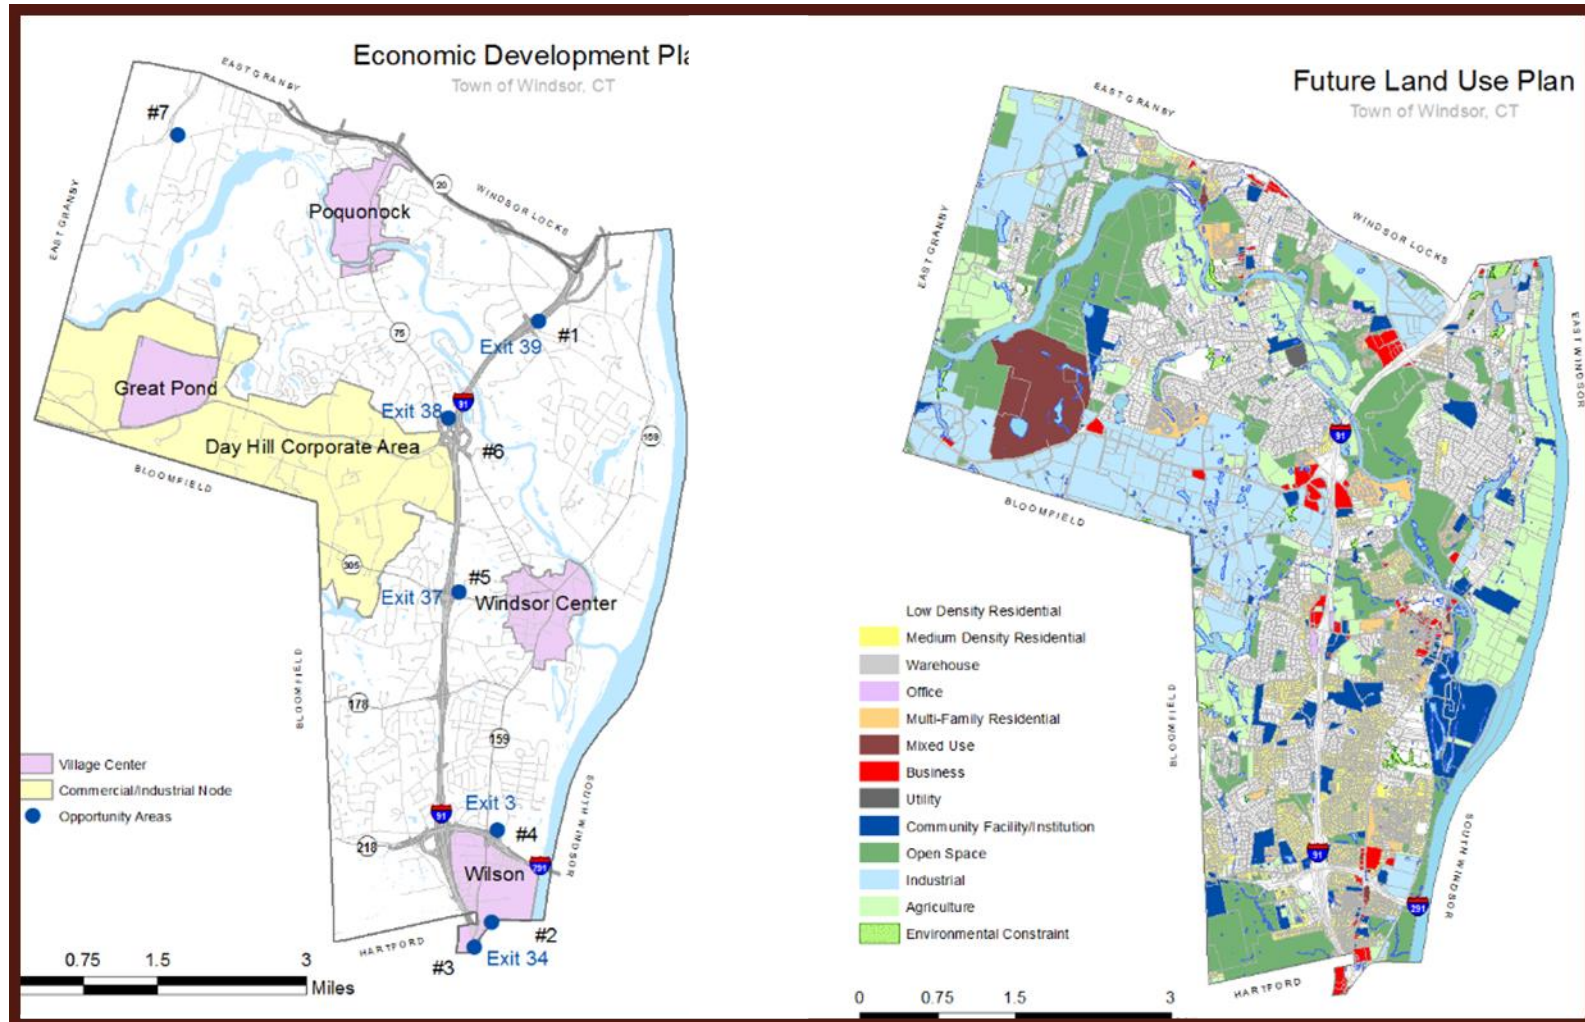 Economic Development Pla
Town of Windsor, CT
EAST GRANBY
#7
EAST GRANBY
20
WINDSOR LOCKS
Poquonock
75
#1
Exit 39
Great Pond
Exit 38
91
159
Day Hill Corporate Area
#6
BLOOMFIELD
305
#5
Exit 37
Windsor Center
BLOOMFIELD
178
159
Village Center
Commercial/Industrial Node
Opportunity Areas
Exit 3
91
#4
218
291
SOUTH WINDSOR
Wilson
#2
HARTFORD
#3
Exit 34
0.75 1.5 3
Miles
Future Land Use Plan
Town of Windsor, CT
EAST GRANBY
EAST GRANBY
WINDSOR LOCKS
EAST WINDSOR
91
BLOOMFIELD
BLOOMFIELD
Low Density Residential
Medium Density Residential
Warehouse
Office
Multi-Family Residential
Mixed Use
Business
Utility
Community Facility/Institution
Open Space
Industrial
Agriculture
Environmental Constraint
91
291
SOUTH WINDSOR
HARTFORD
0 0.75 1.5 3